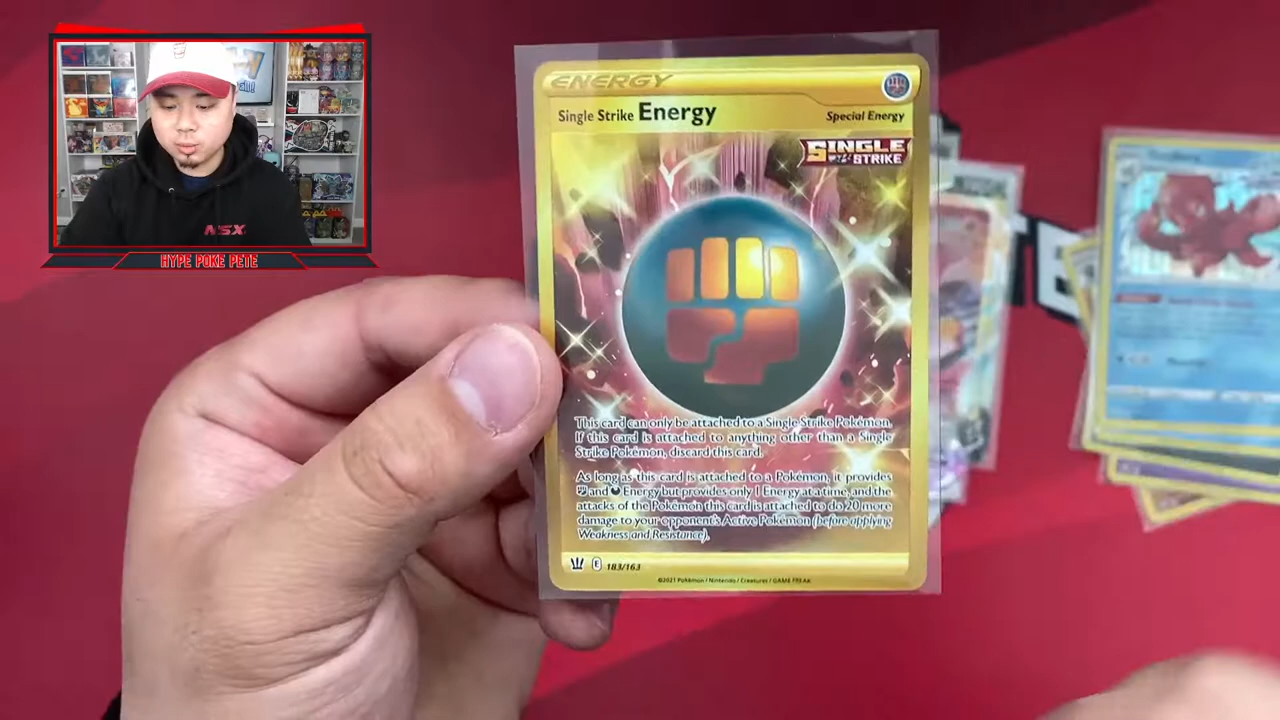 ENERGY
Single Strike Energy
Special Energy
SINGLE
STRIKE
This card can only be attached to a Single Strike Pokémon.
If this card is attached to anything other than a Single
Strike Pokémon, discard this card.
As long as this card is attached to a Pokémon, it provides
and Energy but provides only 1 Energy at a time, and the
attacks of the Pokémon this card is attached to do 20 more
damage to your opponent's Active Pokémon (before applying
Weakness and Resistance).
E 183/163
©2021 Pokémon / Nintendo / Creatures / GAME FREAK
NSX
HYPE POKE PETE